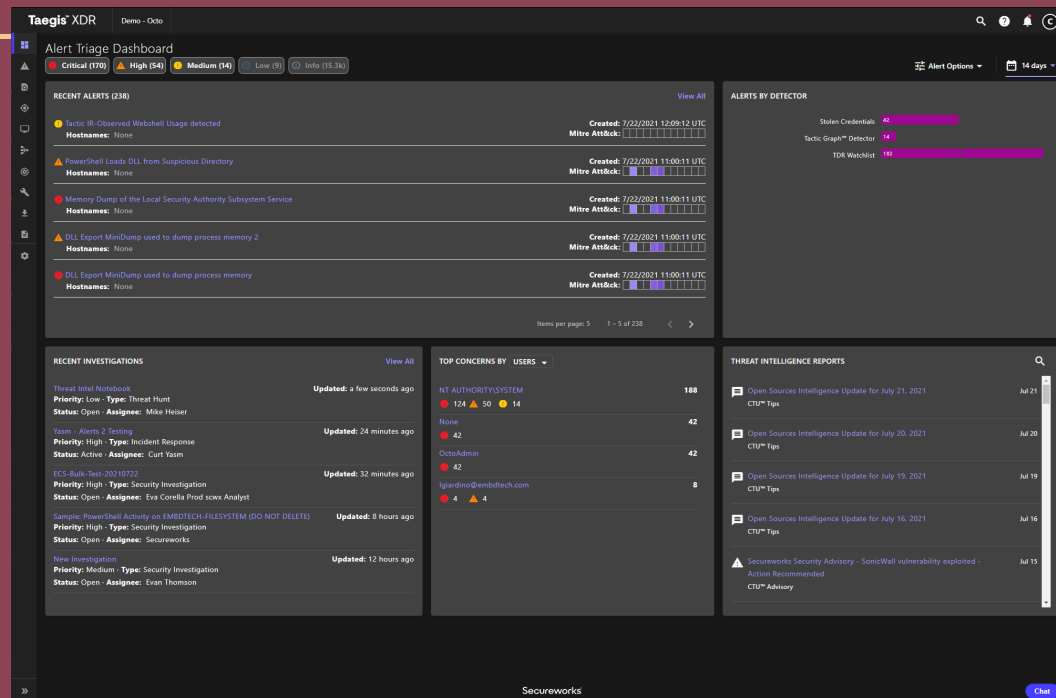 Taegis™ XDR
Demo - Octo
Alert Triage Dashboard
Critical (170)
High (54)
Medium (14)
Low (9)
Info (15.3k)
Alert Options
14 days
RECENT ALERTS (238)
View All
Tactic IR-Observed Webshell Usage detected
Created: 7/22/2021 12:09:12 UTC
Hostnames: None
Mitre Att&ck:
PowerShell Loads DLL from Suspicious Directory
Created: 7/22/2021 11:00:11 UTC
Hostnames: None
Mitre Att&ck:
Memory Dump of the Local Security Authority Subsystem Service
Created: 7/22/2021 11:00:11 UTC
Hostnames: None
Mitre Att&ck:
DLL Export MiniDump used to dump process memory 2
Created: 7/22/2021 11:00:11 UTC
Hostnames: None
Mitre Att&ck:
DLL Export MiniDump used to dump process memory
Created: 7/22/2021 11:00:11 UTC
Hostnames: None
Mitre Att&ck:
Items per page: 5
1 – 5 of 238
ALERTS BY DETECTOR
Stolen Credentials 42
Tactic Graph™ Detector 14
TDR Watchlist 182
RECENT INVESTIGATIONS
View All
Threat Intel Notebook
Updated: a few seconds ago
Priority: Low · Type: Threat Hunt
Status: Open · Assignee: Mike Heiser
Yasm - Alerts 2 Testing
Updated: 24 minutes ago
Priority: High · Type: Incident Response
Status: Active · Assignee: Curt Yasm
ECS-Bulk-Test-20210722
Updated: 32 minutes ago
Priority: High · Type: Security Investigation
Status: Open · Assignee: Eva Corella Prod scwx Analyst
Sample: PowerShell Activity on EMBDTECH-FILESYSTEM (DO NOT DELETE)
Updated: 8 hours ago
Priority: High · Type: Security Investigation
Status: Open · Assignee: Secureworks
New Investigation
Updated: 12 hours ago
Priority: Medium · Type: Security Investigation
Status: Open · Assignee: Evan Thomson
TOP CONCERNS BY USERS
NT AUTHORITY\SYSTEM 188
124 50 14
None 42
42
OctoAdmin 42
42
lgiardino@embdtech.com 8
4 4
THREAT INTELLIGENCE REPORTS
Open Sources Intelligence Update for July 21, 2021 Jul 21
CTU™ Tips
Open Sources Intelligence Update for July 20, 2021 Jul 20
CTU™ Tips
Open Sources Intelligence Update for July 19, 2021 Jul 19
CTU™ Tips
Open Sources Intelligence Update for July 16, 2021 Jul 16
CTU™ Tips
Secureworks Security Advisory - SonicWall vulnerability exploited - Jul 15
Action Recommended
CTU™ Advisory
Secureworks
Chat